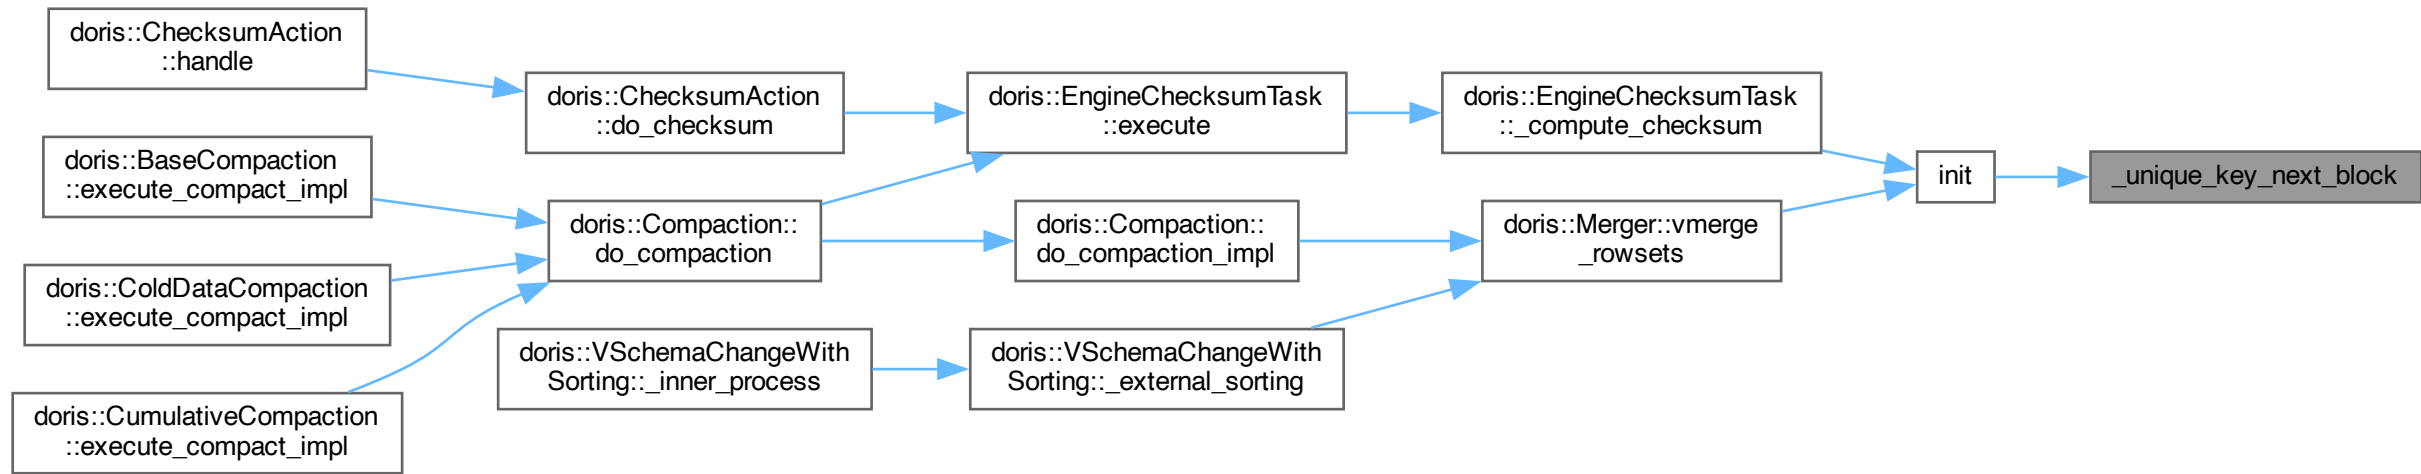 doris::ChecksumAction
::handle
doris::BaseCompaction
::execute_compact_impl
doris::ColdDataCompaction
::execute_compact_impl
doris::CumulativeCompaction
::execute_compact_impl
doris::ChecksumAction
::do_checksum
doris::Compaction::
do_compaction
doris::VSchemaChangeWith
Sorting::_inner_process
doris::EngineChecksumTask
::execute
doris::Compaction::
do_compaction_impl
doris::VSchemaChangeWith
Sorting::_external_sorting
doris::EngineChecksumTask
::_compute_checksum
doris::Merger::vmerge
_rowsets
init
_unique_key_next_block